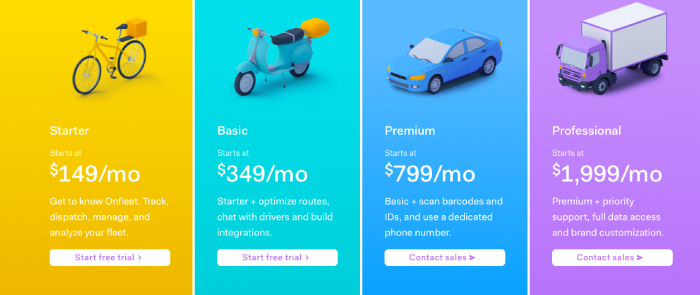 Starter
Starts at
$149/mo
Get to know Onfleet. Track,
dispatch, manage, and
analyze your fleet.
Start free trial >
Basic
Starts at
$349/mo
Starter + optimize routes,
chat with drivers and build
integrations.
Start free trial >
Premium
Starts at
$799/mo
Basic + scan barcodes and
IDs, and use a dedicated
phone number.
Contact sales ➤
Professional
Starts at
$1,999/mo
Premium + priority
support, full data access
and brand customization.
Contact sales ➤